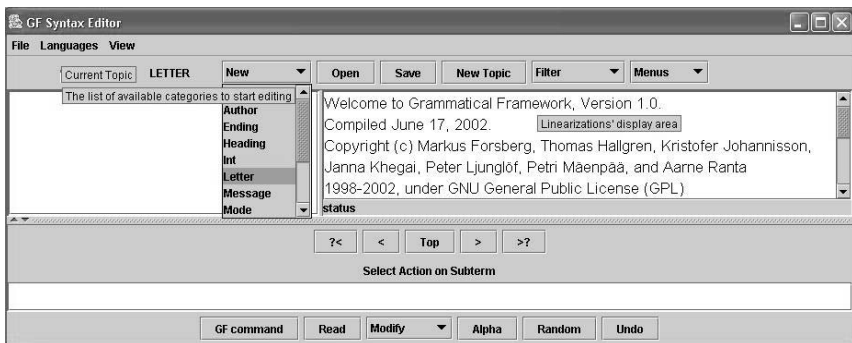 GF Syntax Editor
File Languages View
Current Topic LETTER New Open Save New Topic Filter Menus
The list of available categories to start editing
Author
Ending
Heading
Int
Letter
Message
Mode
Welcome to Grammatical Framework, Version 1.0.
Compiled June 17, 2002. Linearizations' display area
Copyright (c) Markus Forsberg, Thomas Hallgren, Kristofer Johannisson,
Janna Khegai, Peter Ljunglöf, Petri Mäenpää, and Aarne Ranta
1998-2002, under GNU General Public License (GPL)
status
?< < Top > >?
Select Action on Subterm
GF command Read Modify Alpha Random Undo